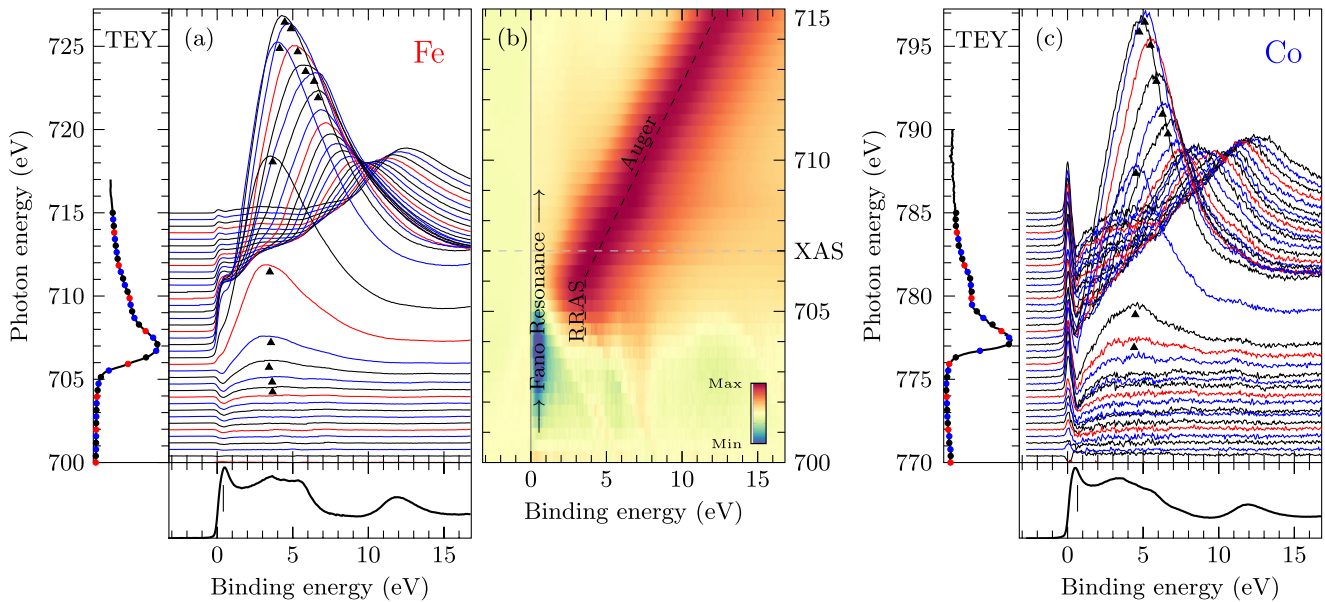 TEY
(a)
Fe
Photon energy (eV)
725
720
715
710
705
700
0
5
10
15
Binding energy (eV)
(b)
Auger
RRAS
Fano Resonance
Max
Min
715
710
XAS
705
700
0
5
10
15
Binding energy (eV)
TEY
(c)
Co
Photon energy (eV)
795
790
785
780
775
770
0
5
10
15
Binding energy (eV)